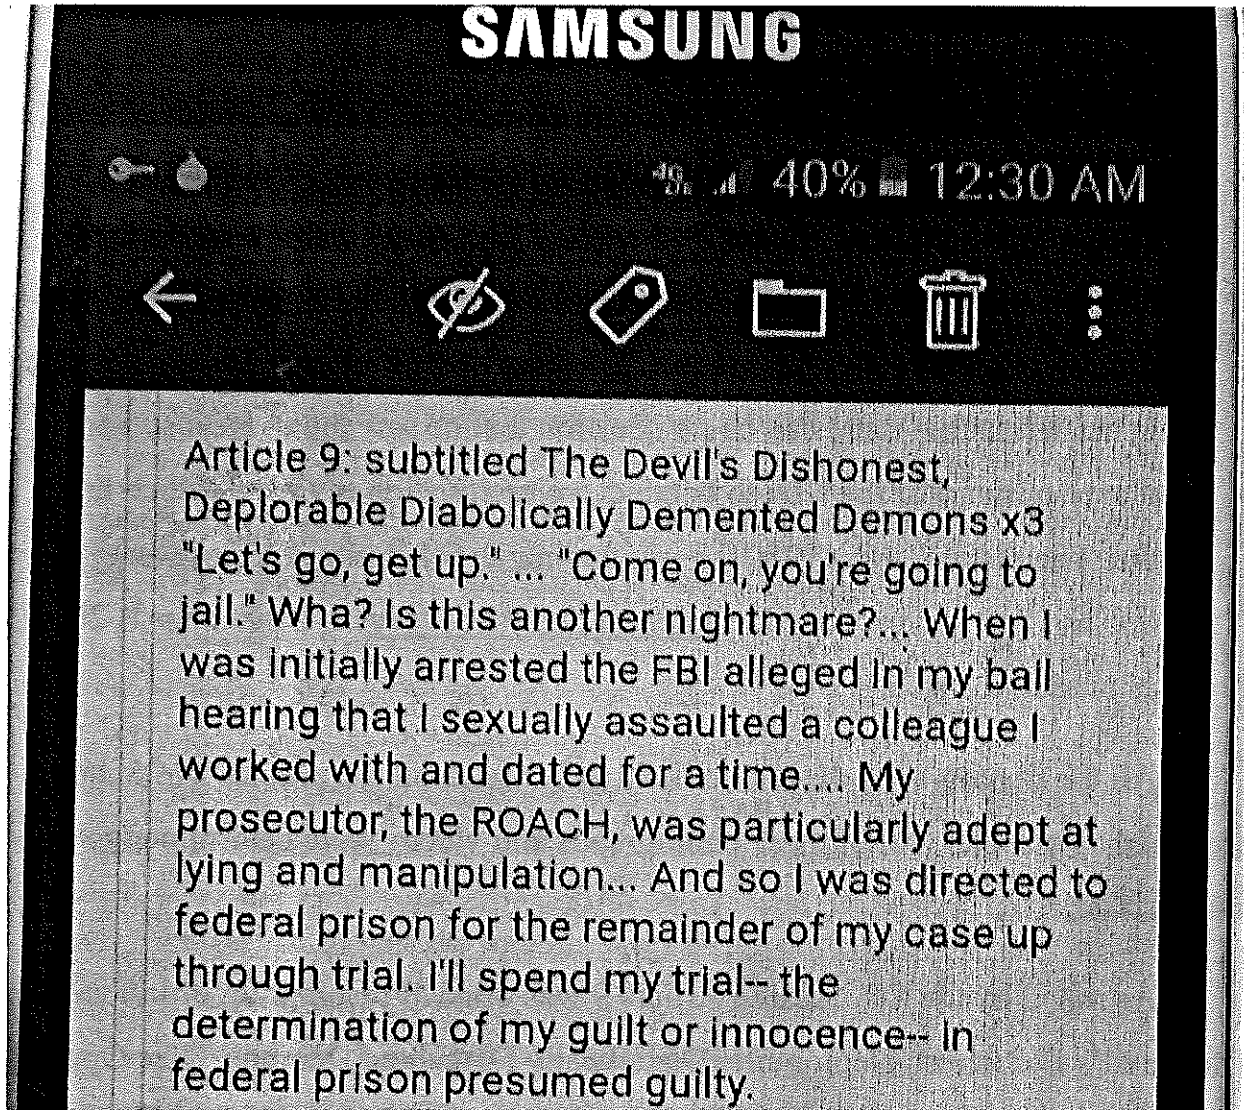 SAMSUNG
4G LTE 40% 12:30 AM
Article 9: subtitled The Devil's Dishonest,
Deplorable Diabolically Demented Demons x3
"Let's go, get up." ... "Come on, you're going to
jail." Wha? Is this another nightmare?... When I
was initially arrested the FBI alleged in my bail
hearing that I sexually assaulted a colleague I
worked with and dated for a time.... My
prosecutor, the ROACH, was particularly adept at
lying and manipulation... And so I was directed to
federal prison for the remainder of my case up
through trial. I'll spend my trial-- the
determination of my guilt or innocence-- in
federal prison presumed guilty.